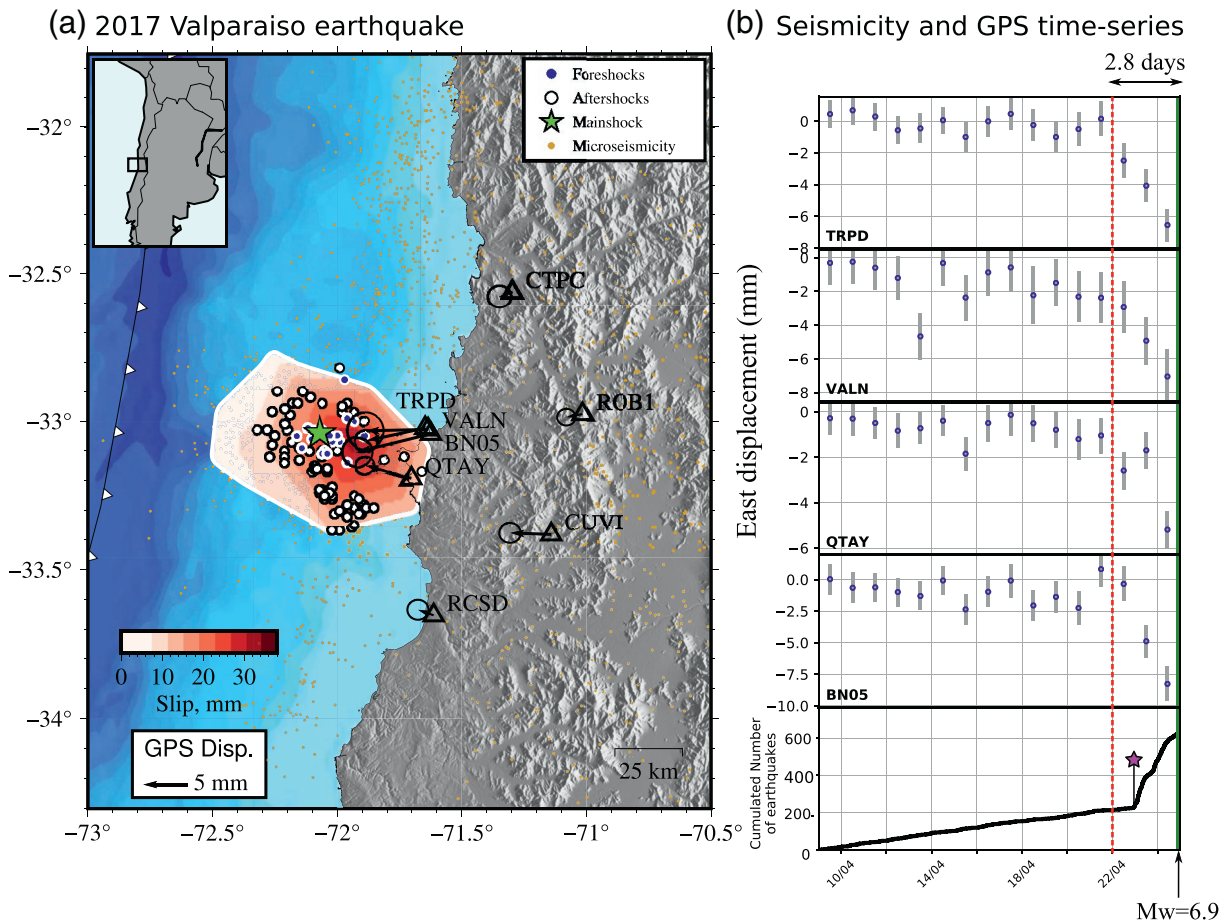 (a) 2017 Valparaiso earthquake
Foreshocks
Aftershocks
Mainshock
Microseismicity
−32°
−32.5°
−33°
−33.5°
−34°
CTPC
ROB1
TRPD
VALN
BN05
QTAY
CUVI
RCSD
0 10 20 30
Slip, mm
GPS Disp.
5 mm
25 km
−73° −72.5° −72° −71.5° −71° −70.5°
(b) Seismicity and GPS time-series
2.8 days
East displacement (mm)
0
−2
−4
−6
−8
TRPD
0
−2
−4
−6
−8
VALN
0
−2
−4
−6
QTAY
0.0
−2.5
−5.0
−7.5
−10.0
BN05
Cumulated Number
of earthquakes
600
400
200
0
10/04 14/04 18/04 22/04
Mw=6.9